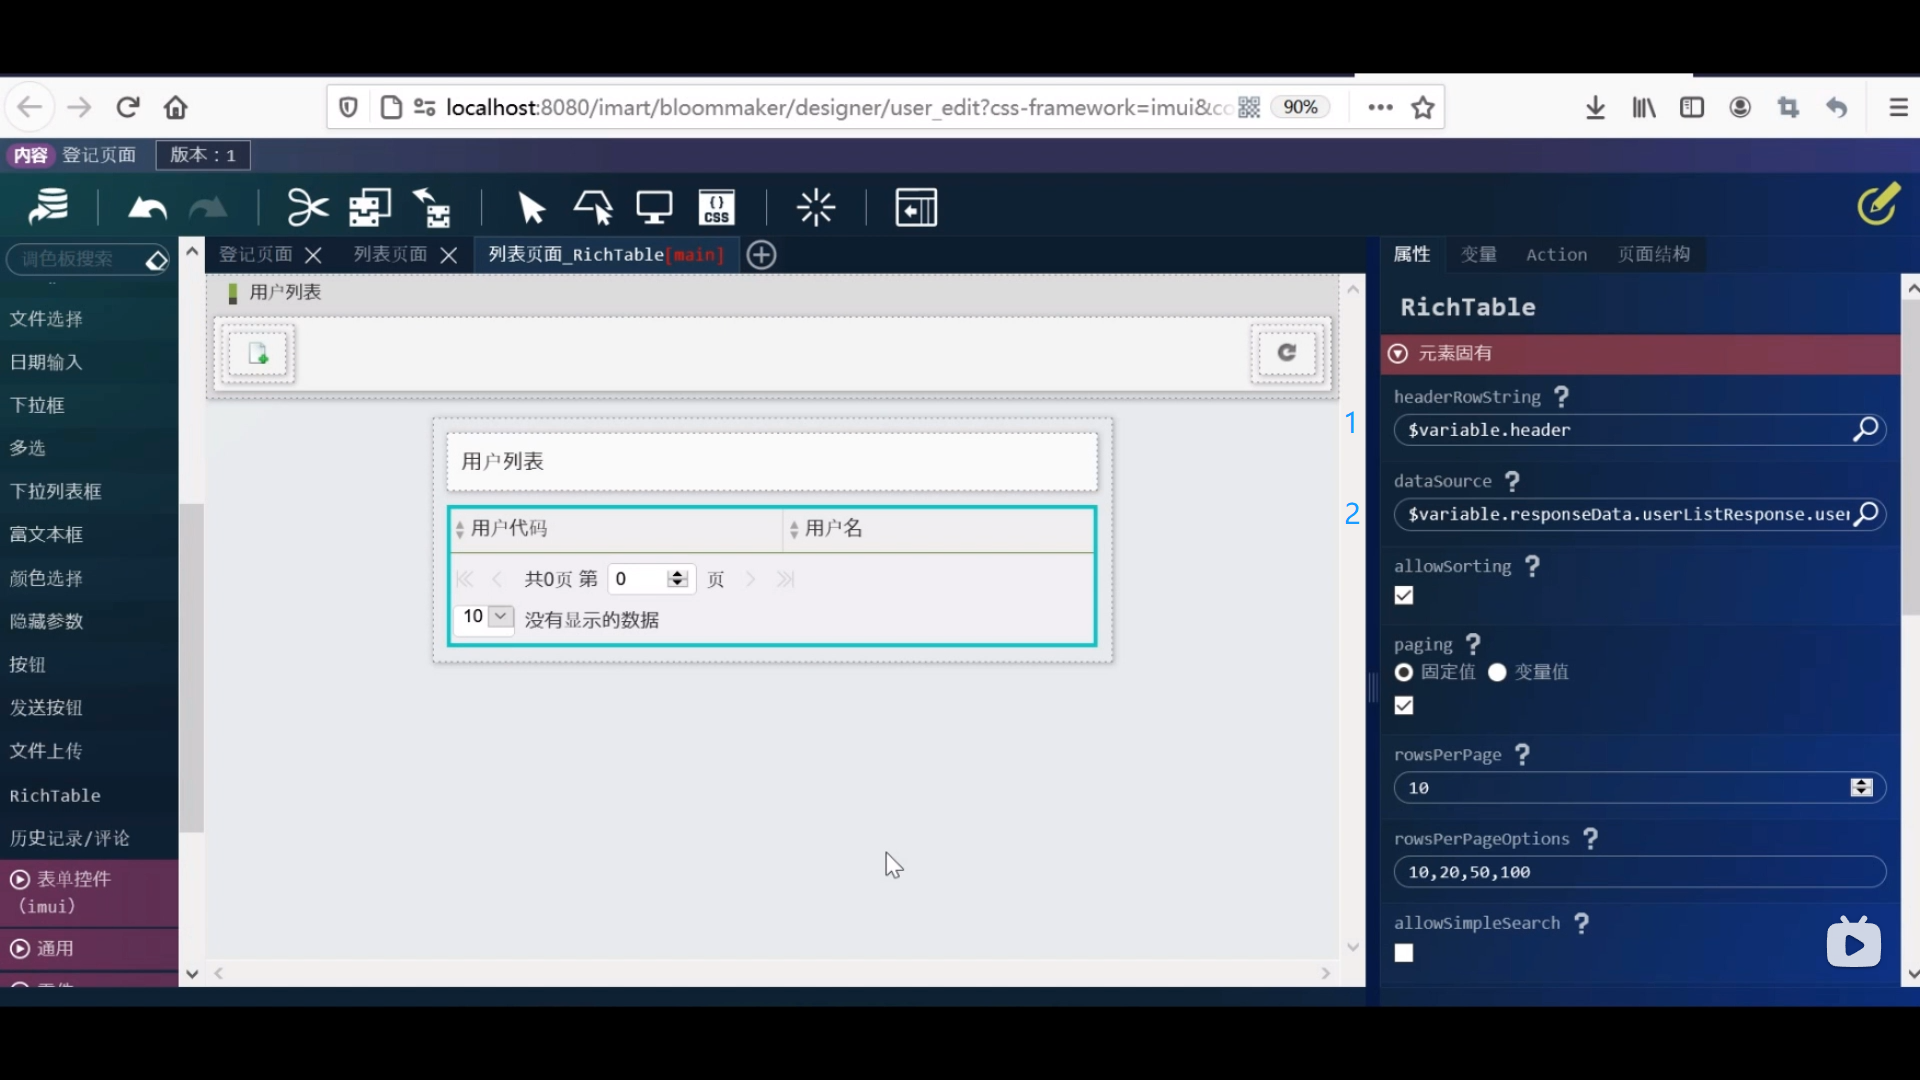 localhost:8080/imart/bloommaker/designer/user_edit?css-framework=imui&co
90%
内容 登记页面 版本：1
{} CSS
调色板搜索
登记页面
列表页面
列表页面_RichTable[main]
属性 变量 Action 页面结构
文件选择
日期输入
下拉框
多选
下拉列表框
富文本框
颜色选择
隐藏参数
按钮
发送按钮
文件上传
RichTable
历史记录/评论
表单控件
（imui）
通用
用户列表
用户列表
用户代码 用户名
共0页 第 0 页
10 没有显示的数据
1
2
RichTable
元素固有
headerRowString ?
$variable.header
dataSource ?
$variable.responseData.userListResponse.user
allowSorting ?
paging ?
固定值 变量值
rowsPerPage ?
10
rowsPerPageOptions ?
10,20,50,100
allowSimpleSearch ?